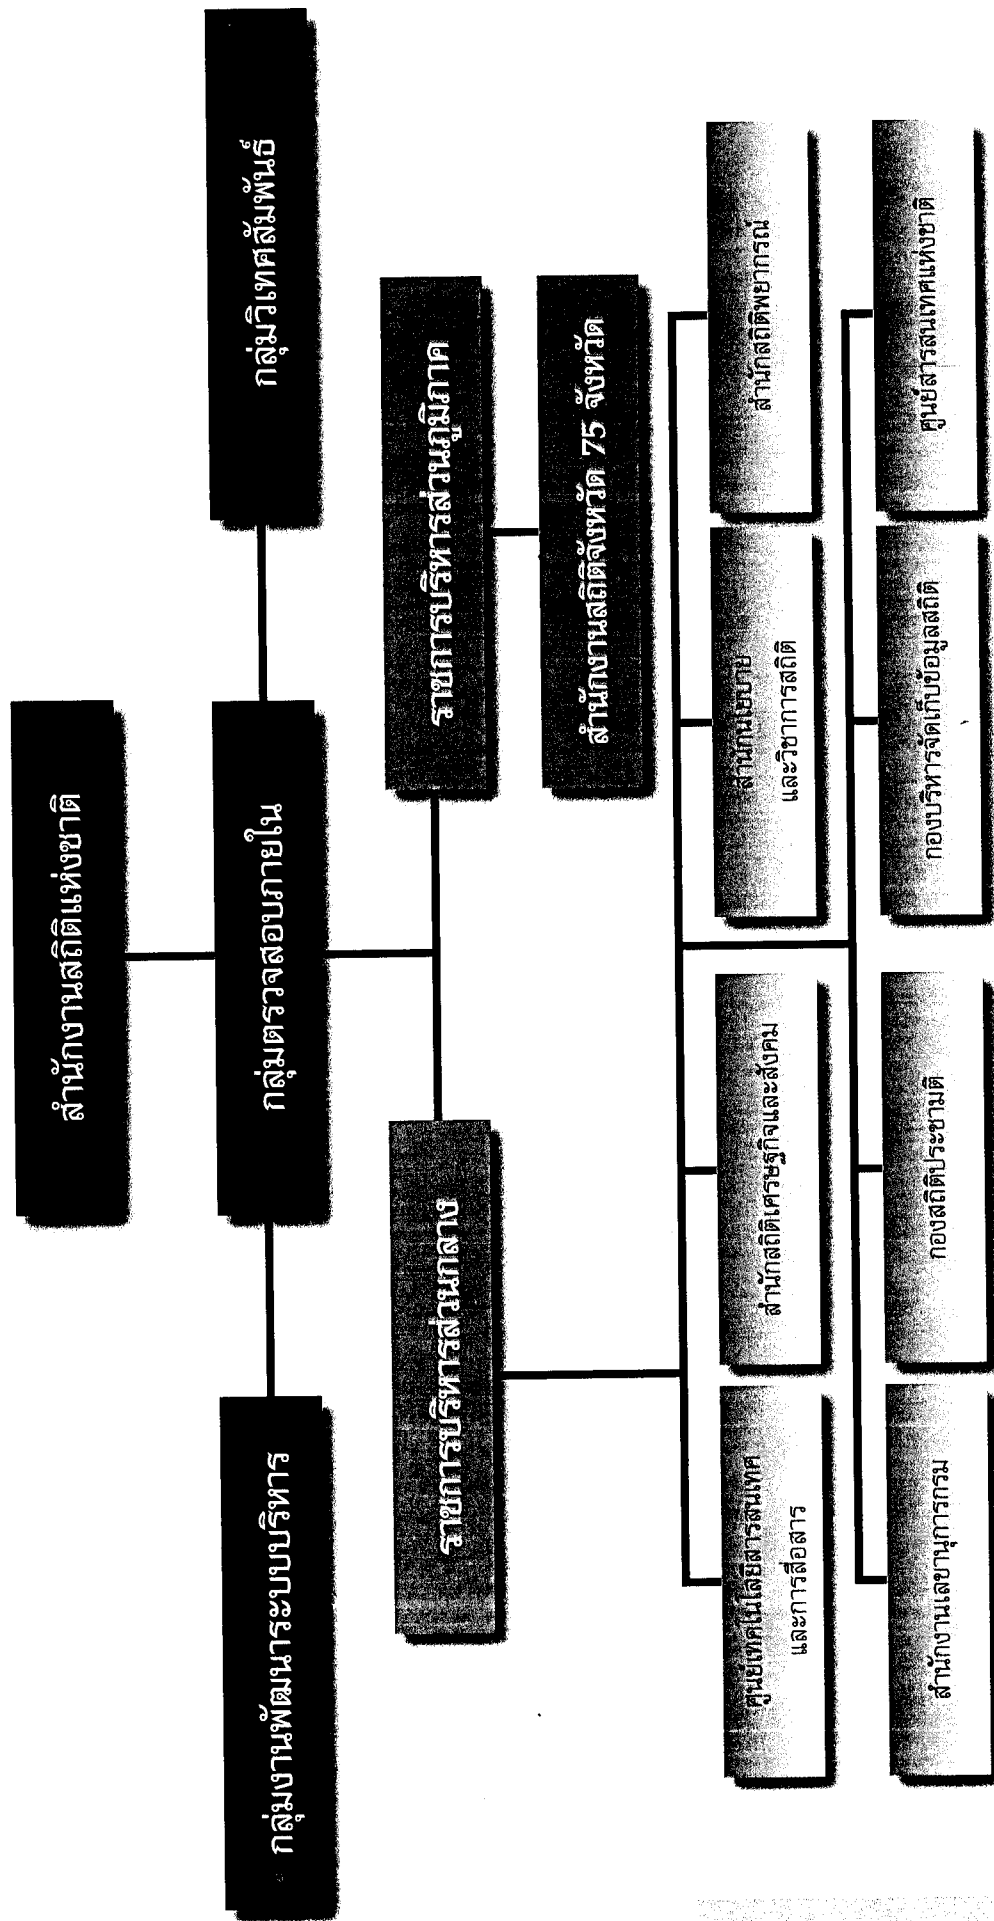 สำนักงานสถิติแห่งชาติ
กลุ่มงานพัฒนาระบบบริหาร
กลุ่มตรวจสอบภายใน
กลุ่มวิเทศสัมพันธ์
ราชการบริหารส่วนกลาง
ราชการบริหารส่วนภูมิภาค
สำนักงานสถิติจังหวัด 75 จังหวัด
ศูนย์เทคโนโลยีสารสนเทศ
และการสื่อสาร
สำนักสถิติเศรษฐกิจและสังคม
สำนักนโยบาย
และวิชาการสถิติ
สำนักสถิติพยากรณ์
สำนักงานเลขานุการกรม
กองสถิติประชามติ
กองบริหารจัดเก็บข้อมูลสถิติ
ศูนย์สารสนเทศแห่งชาติ